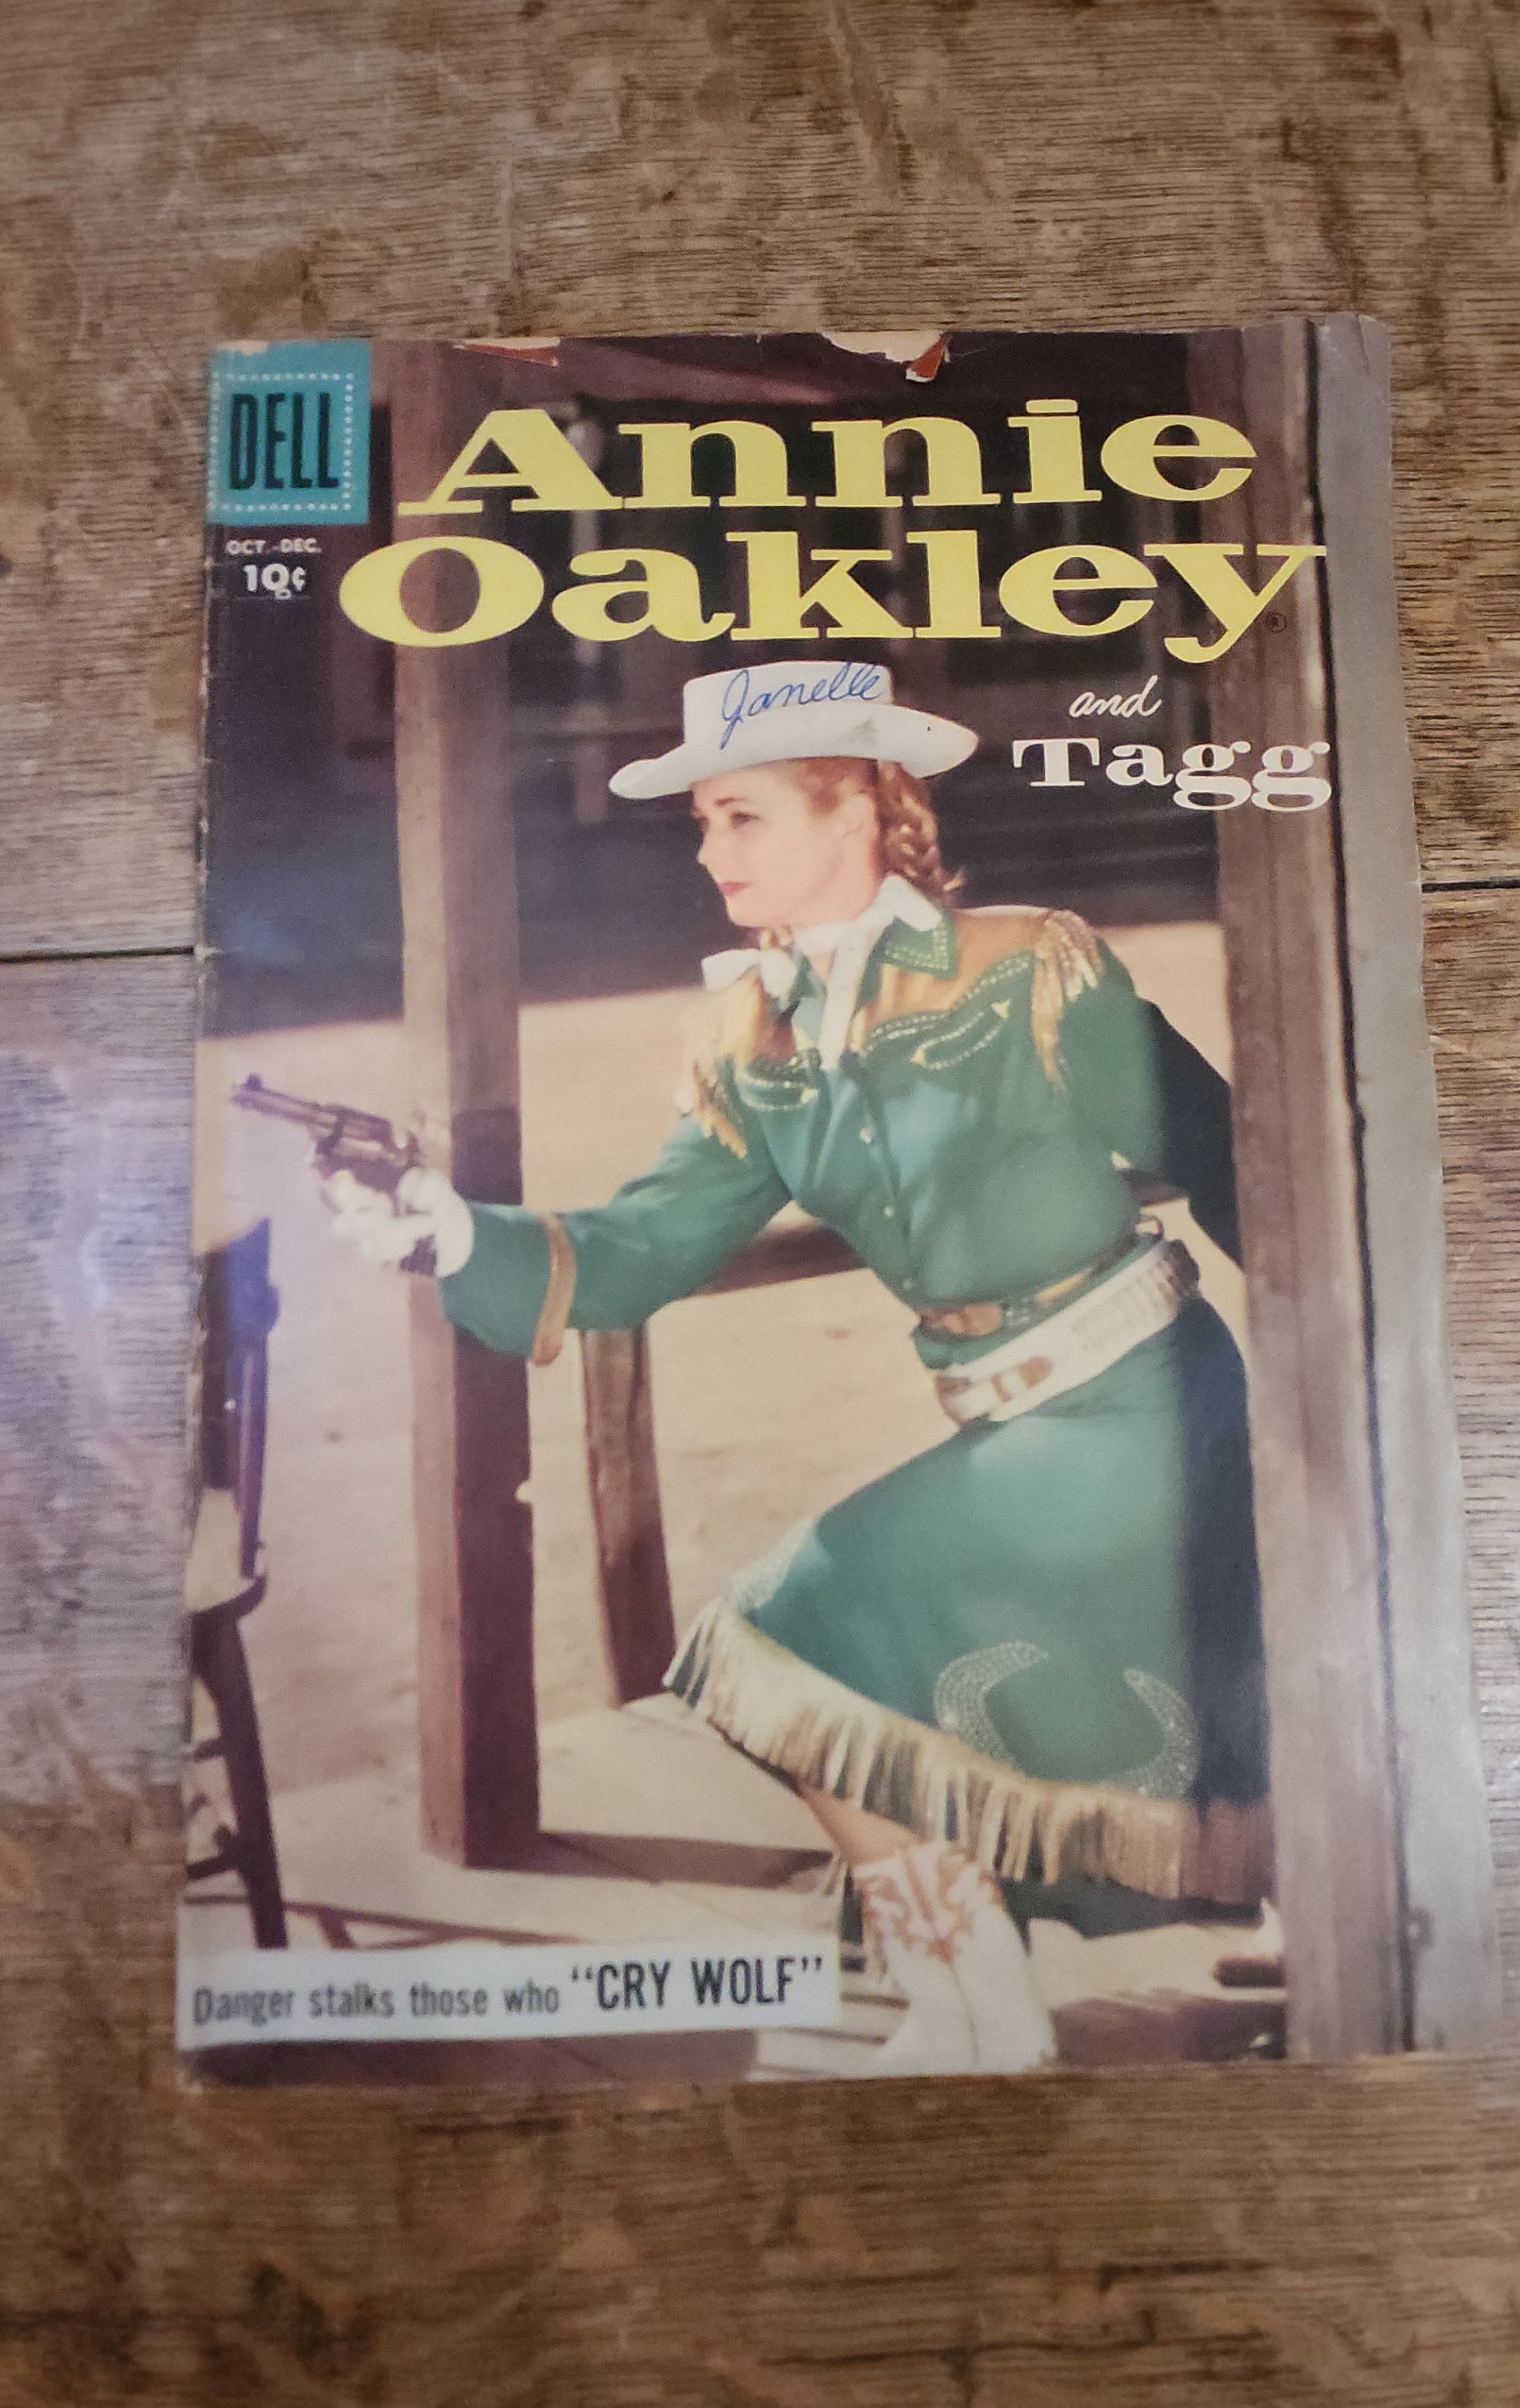 DELL
OCT.-DEC.
10¢
Annie
Oakley®
and
Tagg
Janelle
Danger stalks those who "CRY WOLF"